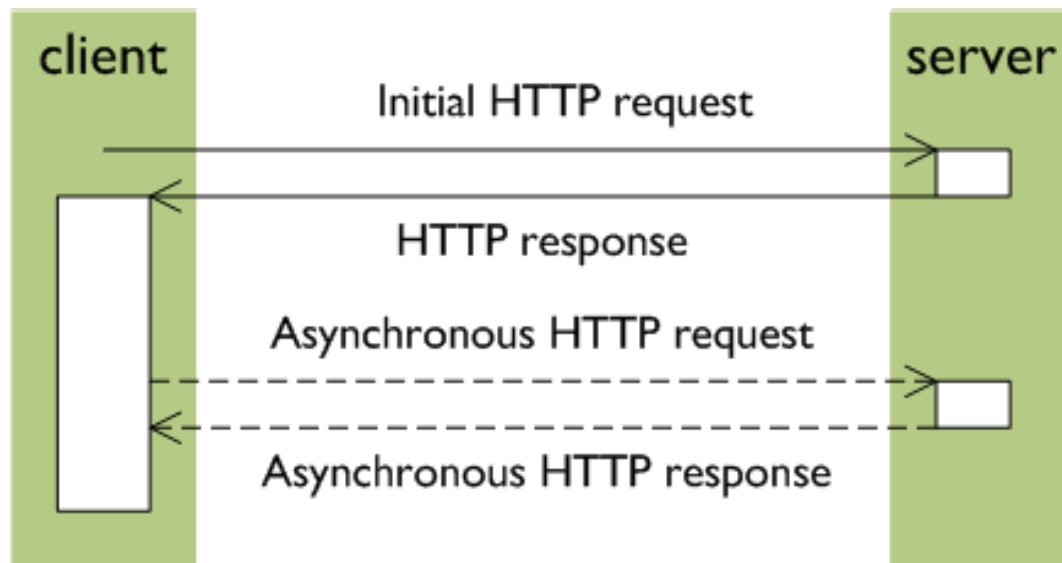 client
server
Initial HTTP request
HTTP response
Asynchronous HTTP request
Asynchronous HTTP response